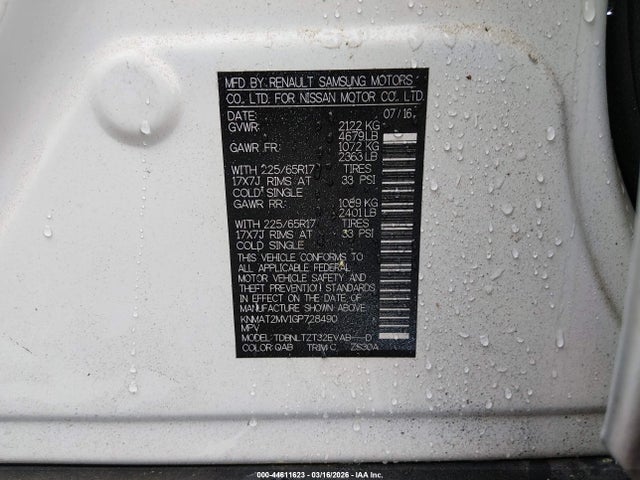 MFD BY: RENAULT SAMSUNG MOTORS
CO., LTD. FOR NISSAN MOTOR CO., LTD.
DATE: 07/16
GVWR: 2122 KG
4679 LB
GAWR FR: 1072 KG
2363 LB
WITH 225/65R17 TIRES
17X7J RIMS AT 33 PSI
COLD SINGLE
GAWR RR: 1089 KG
2401 LB
WITH 225/65R17 TIRES
17X7J RIMS AT 33 PSI
COLD SINGLE
THIS VEHICLE CONFORMS TO
ALL APPLICABLE FEDERAL
MOTOR VEHICLE SAFETY AND
THEFT PREVENTION STANDARDS
IN EFFECT ON THE DATE OF
MANUFACTURE SHOWN ABOVE
KNMAT2MV1GP728490
MPV
MODEL: TDBNLTZT32EVAB---D
COLOR: QAB TRIM C ZS30A
000-44611623 - 03/16/2026 - IAA Inc.